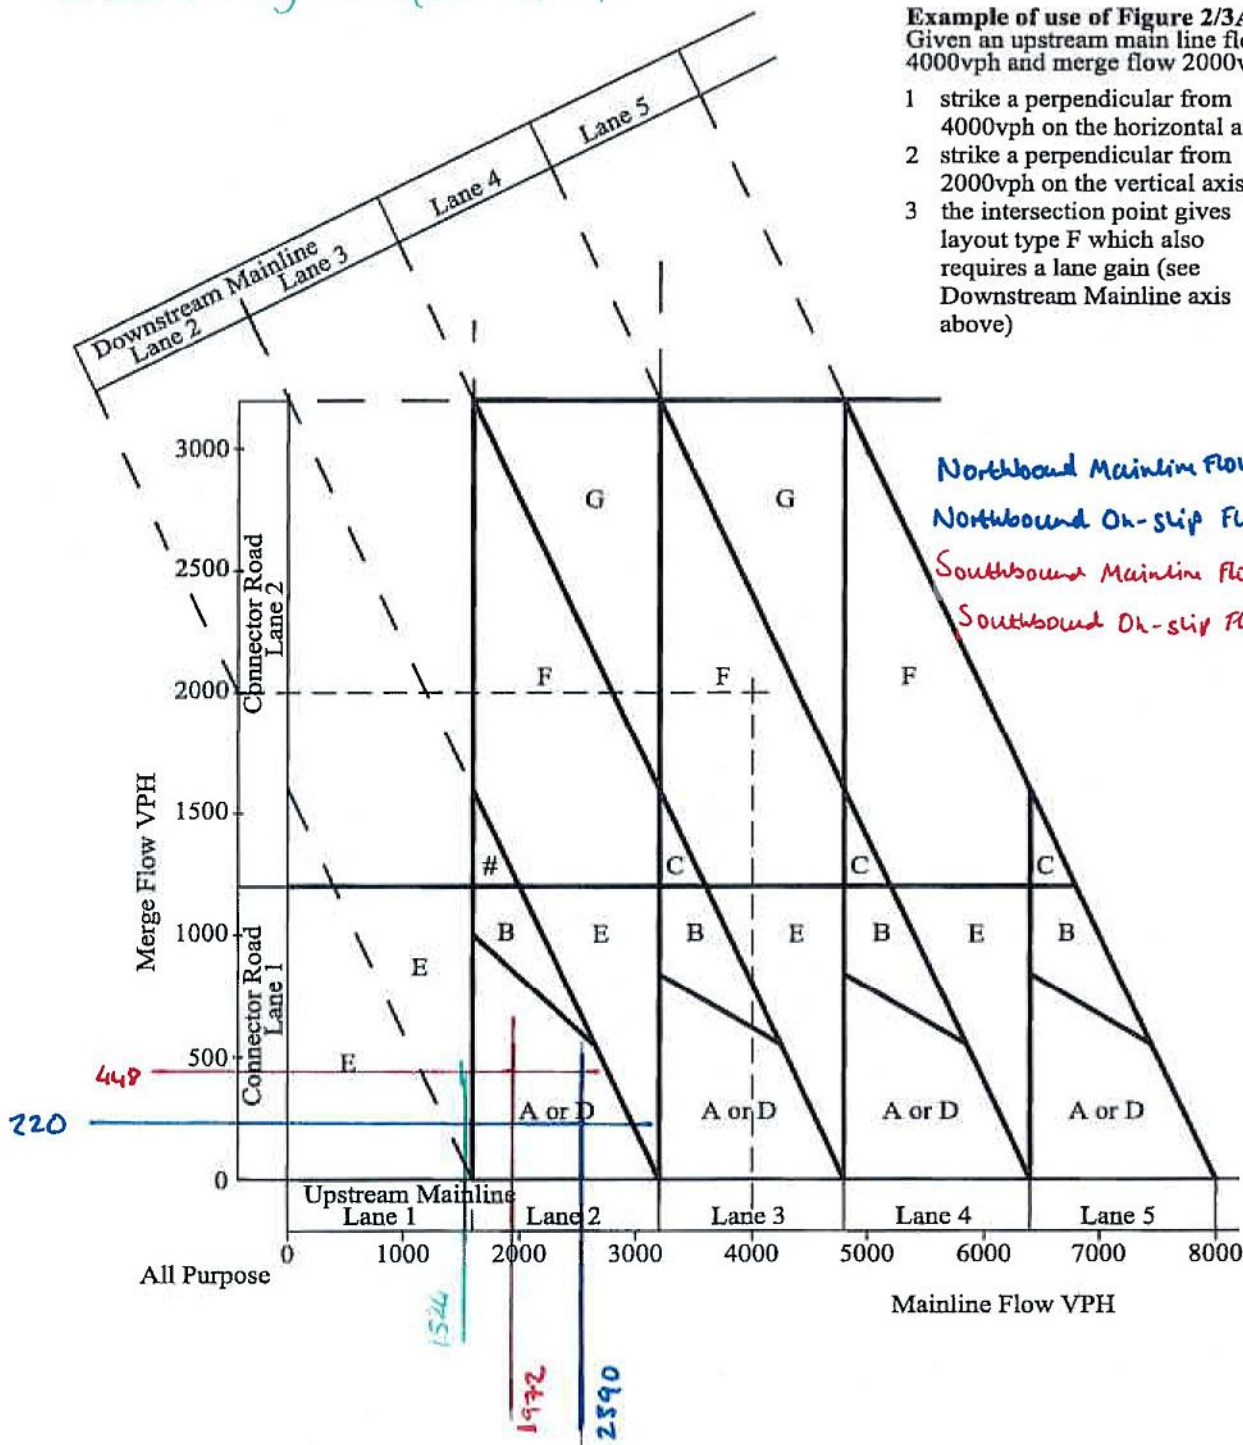 Example of use of Figure 2/3A
Given an upstream main line flo
4000vph and merge flow 2000v
1 strike a perpendicular from
4000vph on the horizontal a
2 strike a perpendicular from
2000vph on the vertical axis
3 the intersection point gives
layout type F which also
requires a lane gain (see
Downstream Mainline axis
above)
Downstream Mainline
Lane 2
Lane 3
Lane 4
Lane 5
Northbound Mainline Flow
Northbound On-slip Fl
Southbound Mainline Flo
Southbound On-slip Fl
Merge Flow VPH
Connector Road
Lane 2
Connector Road
Lane 1
3000
2500
2000
1500
1000
500
0
G
G
F
F
F
#
C
C
C
E
B
E
B
E
B
E
B
E
A or D
A or D
A or D
A or D
448
220
Upstream Mainline
Lane 1
Lane 2
Lane 3
Lane 4
Lane 5
0
1000
2000
3000
4000
5000
6000
7000
8000
All Purpose
Mainline Flow VPH
1524
1972
2590